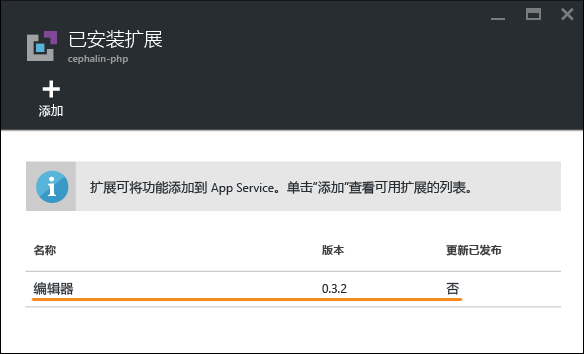 已安装扩展
cephalin-php
添加
扩展可将功能添加到 App Service。单击“添加”查看可用扩展的列表。
名称 版本 更新已发布
编辑器 0.3.2 否